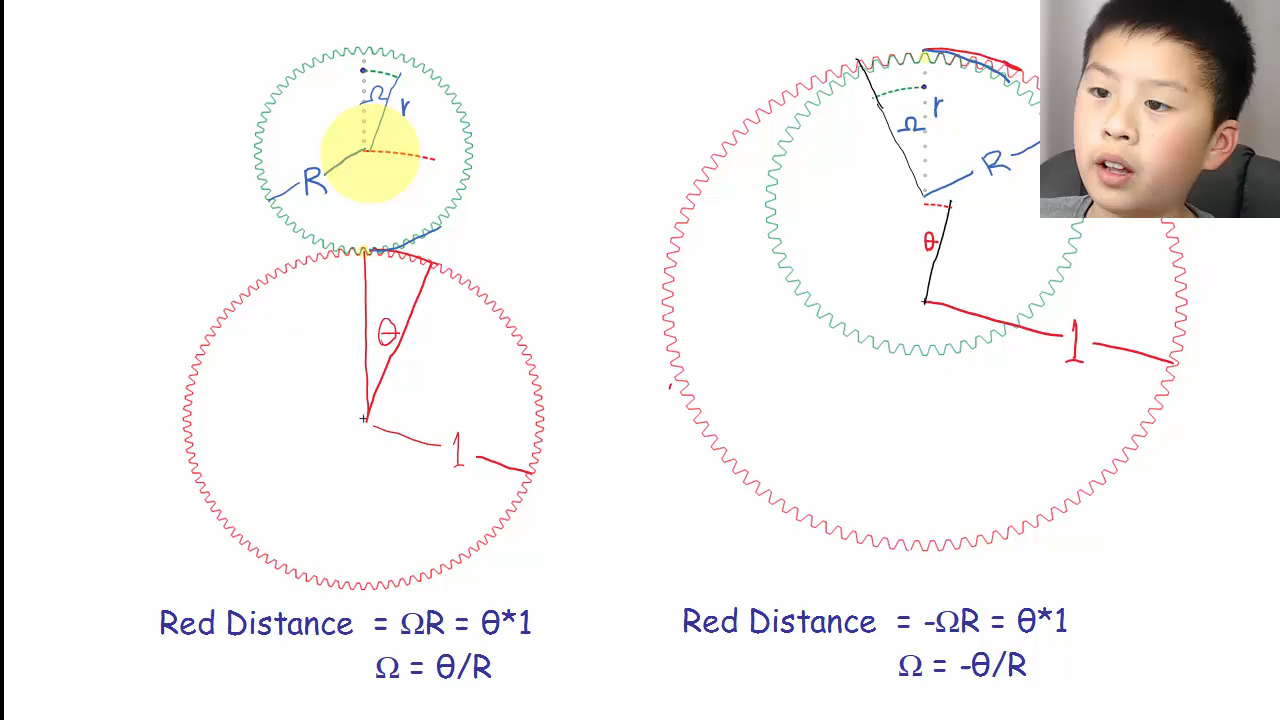 Ω
r
R
θ
1
Red Distance = ΩR = θ*1
Ω = θ/R
r
Ω
R
θ
1
Red Distance = -ΩR = θ*1
Ω = -θ/R